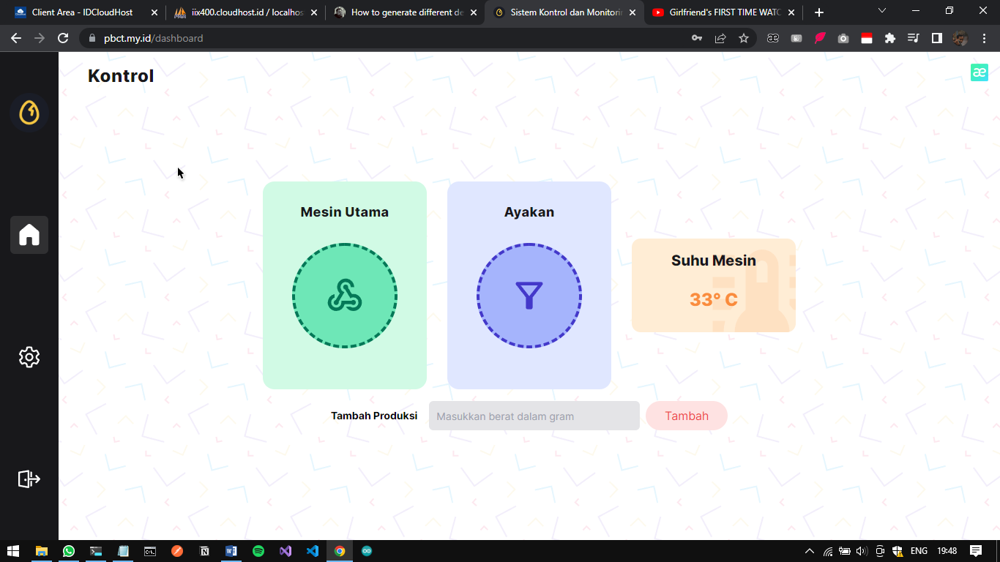 Client Area - IDCloudHost
iix400.cloudhost.id / localhos
How to generate different de
Sistem Kontrol dan Monitorin
Girlfriend's FIRST TIME WATC
pbct.my.id/dashboard
æ
Kontrol
æ
Mesin Utama
Ayakan
Suhu Mesin
33° C
Tambah Produksi
Masukkan berat dalam gram
Tambah
ENG
19:48